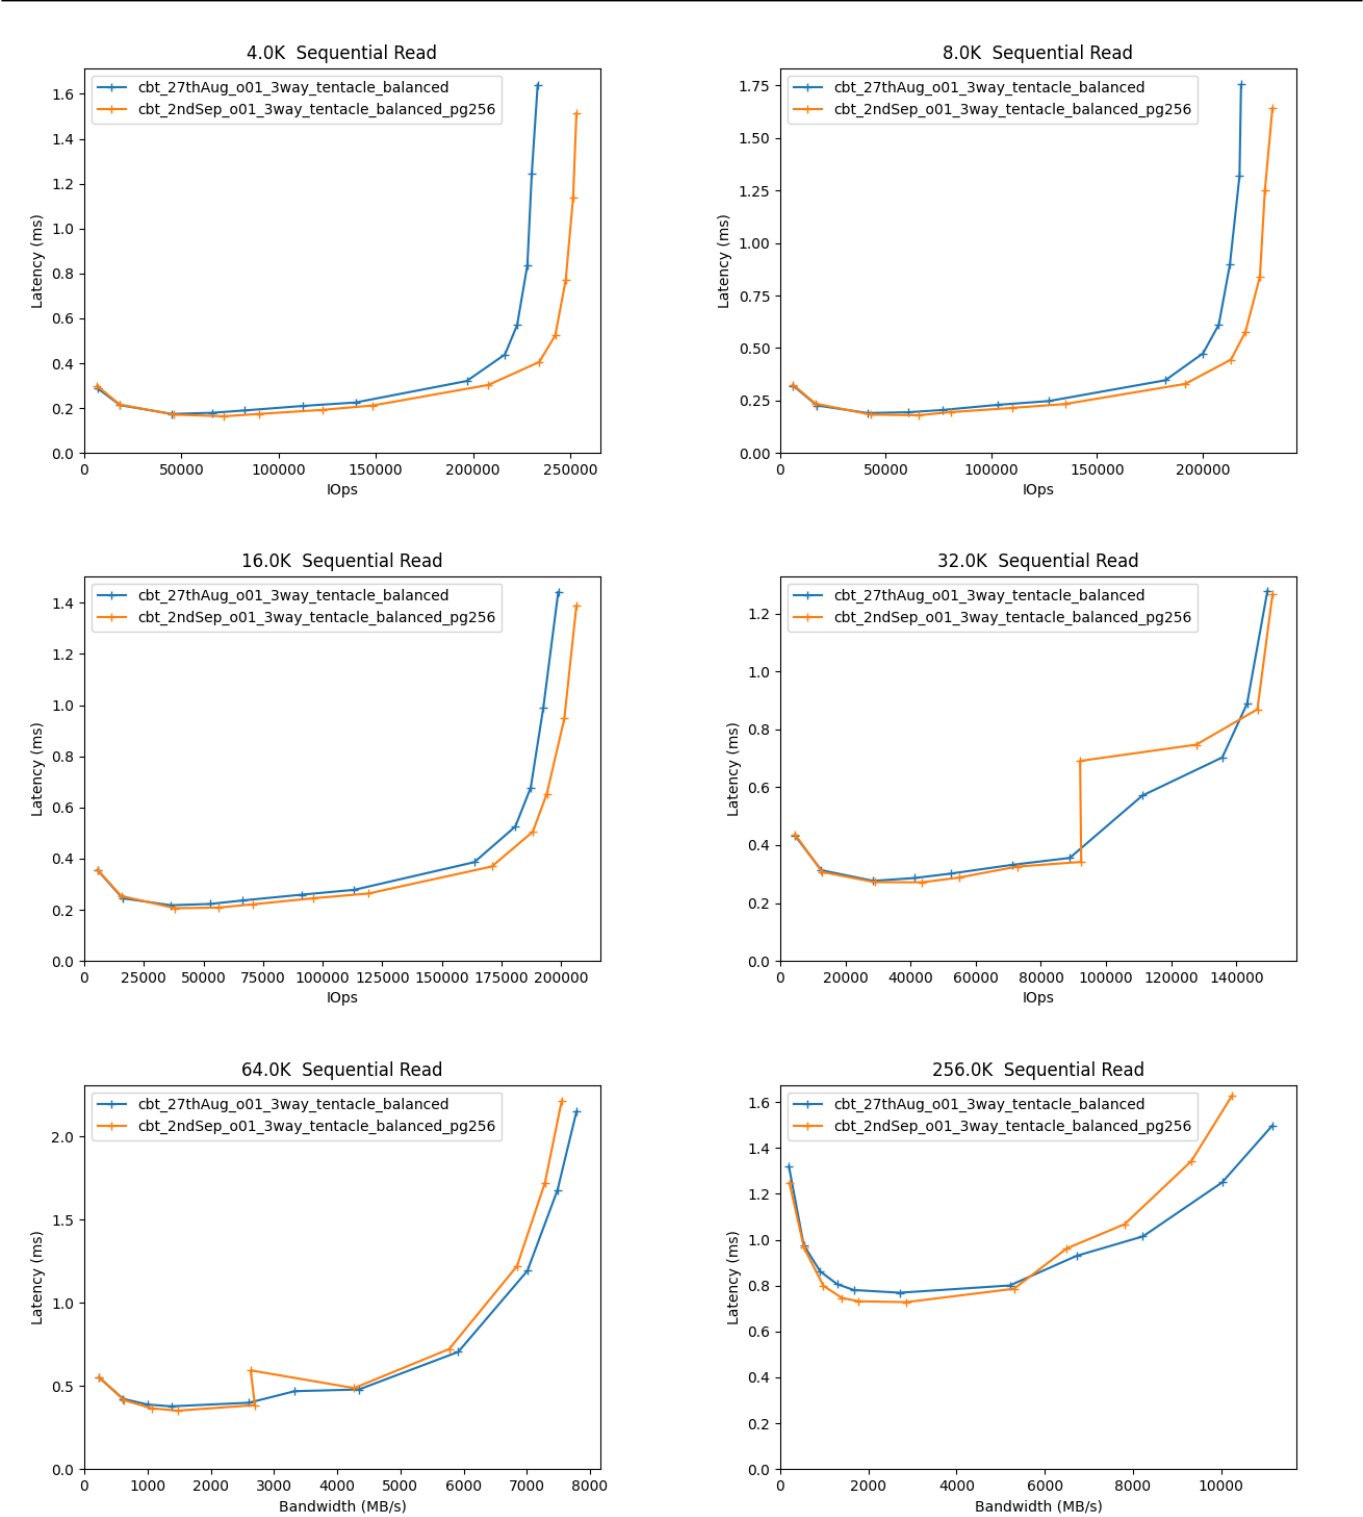 4.0K  Sequential Read
cbt_27thAug_o01_3way_tentacle_balanced
cbt_2ndSep_o01_3way_tentacle_balanced_pg256
Latency (ms)
1.6
1.4
1.2
1.0
0.8
0.6
0.4
0.2
0.0
0 50000 100000 150000 200000 250000
IOps
8.0K  Sequential Read
cbt_27thAug_o01_3way_tentacle_balanced
cbt_2ndSep_o01_3way_tentacle_balanced_pg256
Latency (ms)
1.75
1.50
1.25
1.00
0.75
0.50
0.25
0.00
0 50000 100000 150000 200000
IOps
16.0K  Sequential Read
cbt_27thAug_o01_3way_tentacle_balanced
cbt_2ndSep_o01_3way_tentacle_balanced_pg256
Latency (ms)
1.4
1.2
1.0
0.8
0.6
0.4
0.2
0.0
0 25000 50000 75000 100000 125000 150000 175000 200000
IOps
32.0K  Sequential Read
cbt_27thAug_o01_3way_tentacle_balanced
cbt_2ndSep_o01_3way_tentacle_balanced_pg256
Latency (ms)
1.2
1.0
0.8
0.6
0.4
0.2
0.0
0 20000 40000 60000 80000 100000 120000 140000
IOps
64.0K  Sequential Read
cbt_27thAug_o01_3way_tentacle_balanced
cbt_2ndSep_o01_3way_tentacle_balanced_pg256
Latency (ms)
2.0
1.5
1.0
0.5
0.0
0 1000 2000 3000 4000 5000 6000 7000 8000
Bandwidth (MB/s)
256.0K  Sequential Read
cbt_27thAug_o01_3way_tentacle_balanced
cbt_2ndSep_o01_3way_tentacle_balanced_pg256
Latency (ms)
1.6
1.4
1.2
1.0
0.8
0.6
0.4
0.2
0.0
0 2000 4000 6000 8000 10000
Bandwidth (MB/s)